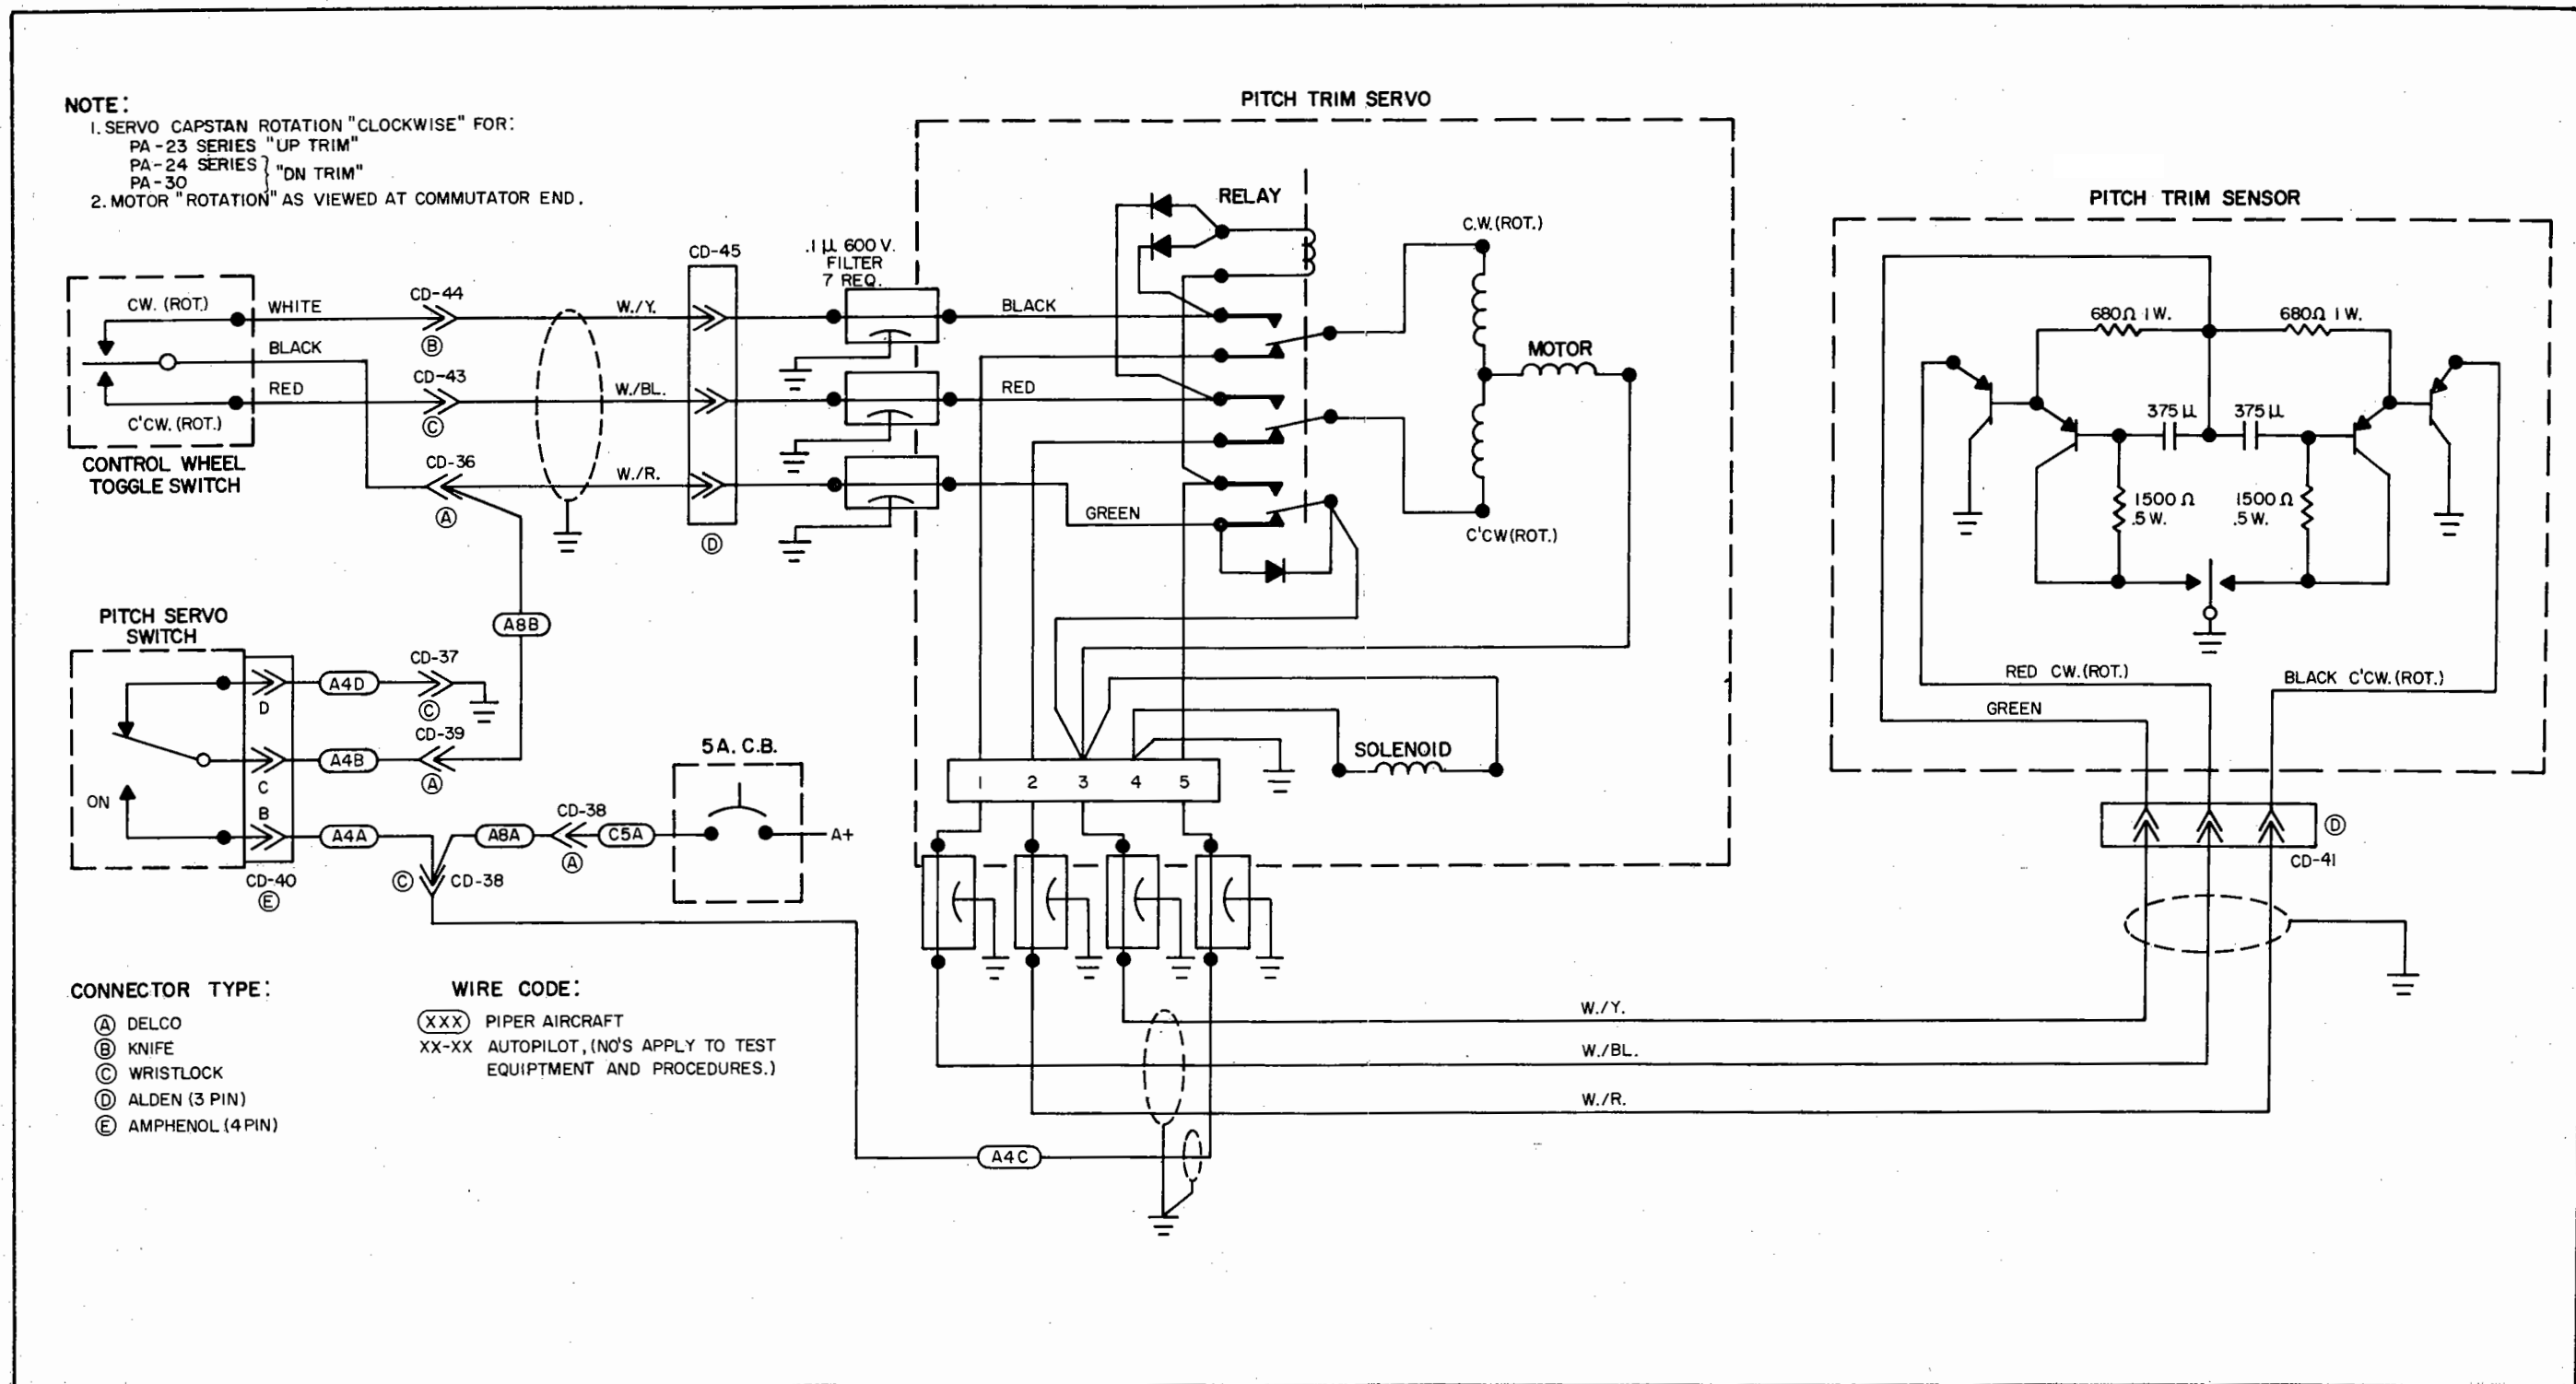 NOTE:
1. SERVO CAPSTAN ROTATION "CLOCKWISE" FOR:
PA-23 SERIES "UP TRIM"
PA-24 SERIES
PA-30
"DN TRIM"
2. MOTOR "ROTATION" AS VIEWED AT COMMUTATOR END.
CW. (ROT.)
C'CW. (ROT.)
CONTROL WHEEL
TOGGLE SWITCH
WHITE
BLACK
RED
CD-44
B
CD-43
C
CD-36
A
W./Y.
W./BL.
W./R.
CD-45
D
.1 µ 600 V.
FILTER
7 REQ.
PITCH TRIM SERVO
BLACK
RED
GREEN
RELAY
C.W.(ROT.)
MOTOR
C'CW(ROT.)
SOLENOID
1 2 3 4 5
PITCH SERVO
SWITCH
ON
D
C
B
CD-40
E
A4D
CD-37
C
A4B
CD-39
A
A8B
A4A
A8A
CD-38
A
C5A
C
CD-38
5A. C.B.
A+
PITCH TRIM SENSOR
680Ω 1 W.
680Ω 1 W.
375 µ
375 µ
1500 Ω
.5 W.
1500 Ω
.5 W.
RED CW.(ROT.)
BLACK C'CW.(ROT.)
GREEN
D
CD-41
W./Y.
W./BL.
W./R.
A4C
CONNECTOR TYPE:
A DELCO
B KNIFE
C WRISTLOCK
D ALDEN (3 PIN)
E AMPHENOL (4 PIN)
WIRE CODE:
XXX PIPER AIRCRAFT
XX-XX AUTOPILOT, (NO'S APPLY TO TEST
EQUIPTMENT AND PROCEDURES.)